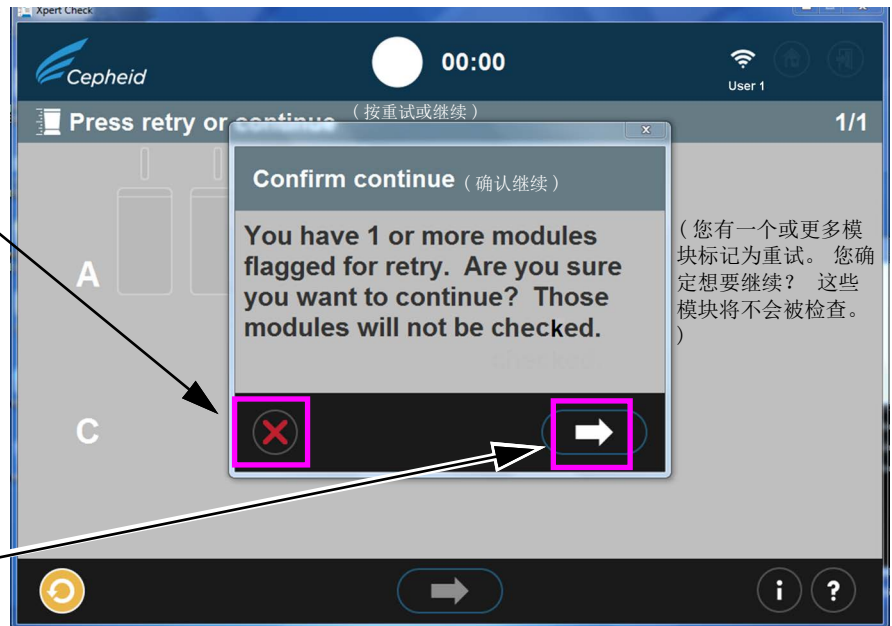 Xpert Check
Cepheid
00:00
User 1
Press retry or continue
(按重试或继续)
1/1
Confirm continue (确认继续)
You have 1 or more modules
flagged for retry. Are you sure
you want to continue? Those
modules will not be checked.
(您有一个或更多模
块标记为重试。 您确
定想要继续? 这些
模块将不会被检查。
)
A
C
i
?